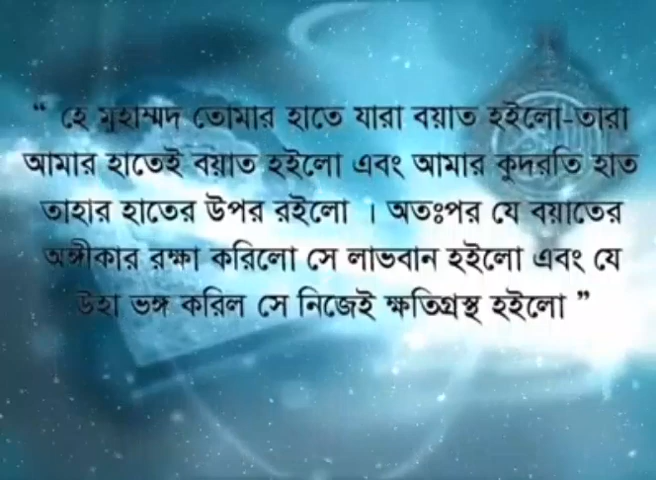 “ হে মুহাম্মদ তোমার হাতে যারা বয়াত হইলো-তারা
আমার হাতেই বয়াত হইলো এবং আমার কুদরতি হাত
তাহার হাতের উপর রইলো । অতঃপর যে বয়াতের
অঙ্গীকার রক্ষা করিলো সে লাভবান হইলো এবং যে
উহা ভঙ্গ করিল সে নিজেই ক্ষতিগ্রস্থ হইলো ”